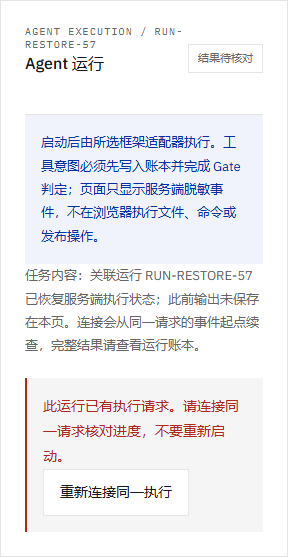 AGENT EXECUTION / RUN-
RESTORE-57
Agent 运行
结果待核对
启动后由所选框架适配器执行。工
具意图必须先写入账本并完成 Gate
判定；页面只显示服务端脱敏事
件，不在浏览器执行文件、命令或
发布操作。
任务内容：关联运行 RUN-RESTORE-57
已恢复服务端执行状态；此前输出未保存
在本页。连接会从同一请求的事件起点续
查，完整结果请查看运行账本。
此运行已有执行请求。请连接同
一请求核对进度，不要重新启
动。
重新连接同一执行